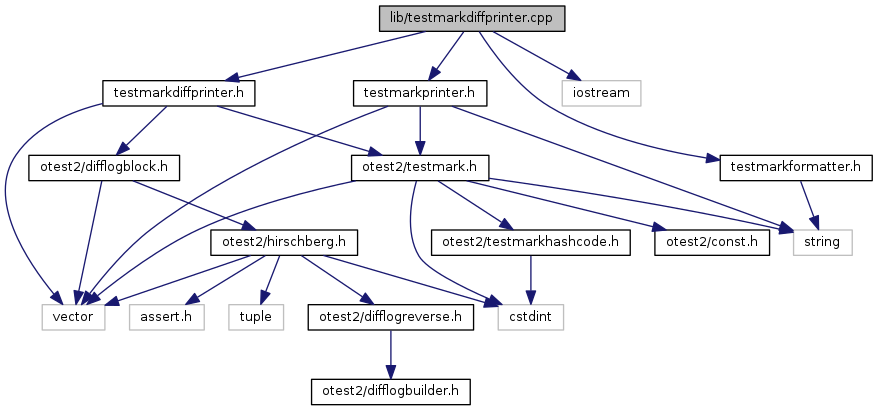 lib/testmarkdiffprinter.cpp
testmarkdiffprinter.h
testmarkprinter.h
iostream
otest2/difflogblock.h
otest2/testmark.h
testmarkformatter.h
otest2/hirschberg.h
otest2/testmarkhashcode.h
otest2/const.h
string
vector
assert.h
tuple
otest2/difflogreverse.h
cstdint
otest2/difflogbuilder.h